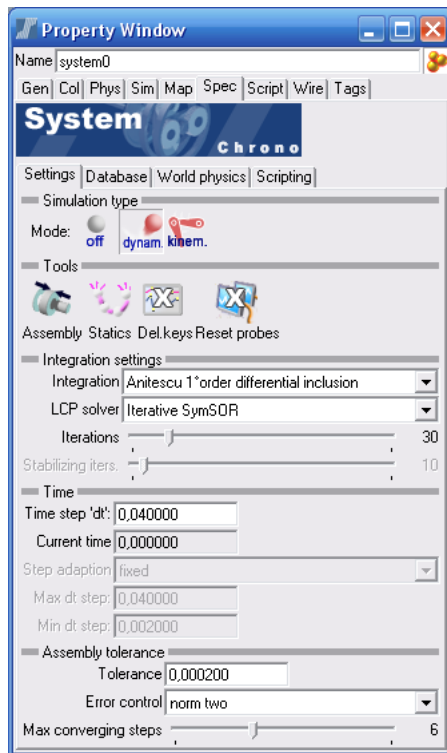 Property Window
Name system0
Gen Col Phys Sim Map Spec Script Wire Tags
System
Chrono
Settings Database World physics Scripting
Simulation type
Mode: off dynam. kinem.
Tools
Assembly Statics Del.keys Reset probes
Integration settings
Integration Anitescu 1°order differential inclusion
LCP solver Iterative SymSOR
Iterations 30
Stabilizing iters. 10
Time
Time step 'dt': 0,040000
Current time 0,000000
Step adaption fixed
Max dt step: 0,040000
Min dt step: 0,002000
Assembly tolerance
Tolerance 0,000200
Error control norm two
Max converging steps 6